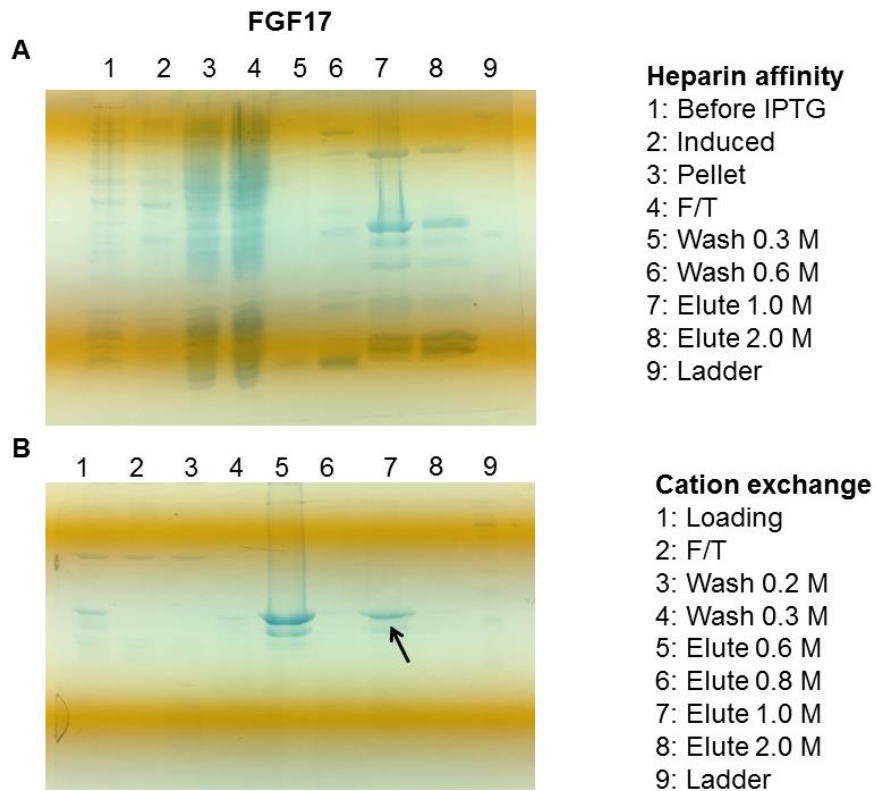 FGF17
A
1 2 3 4 5 6 7 8 9
Heparin affinity
1: Before IPTG
2: Induced
3: Pellet
4: F/T
5: Wash 0.3 M
6: Wash 0.6 M
7: Elute 1.0 M
8: Elute 2.0 M
9: Ladder
B
1 2 3 4 5 6 7 8 9
Cation exchange
1: Loading
2: F/T
3: Wash 0.2 M
4: Wash 0.3 M
5: Elute 0.6 M
6: Elute 0.8 M
7: Elute 1.0 M
8: Elute 2.0 M
9: Ladder